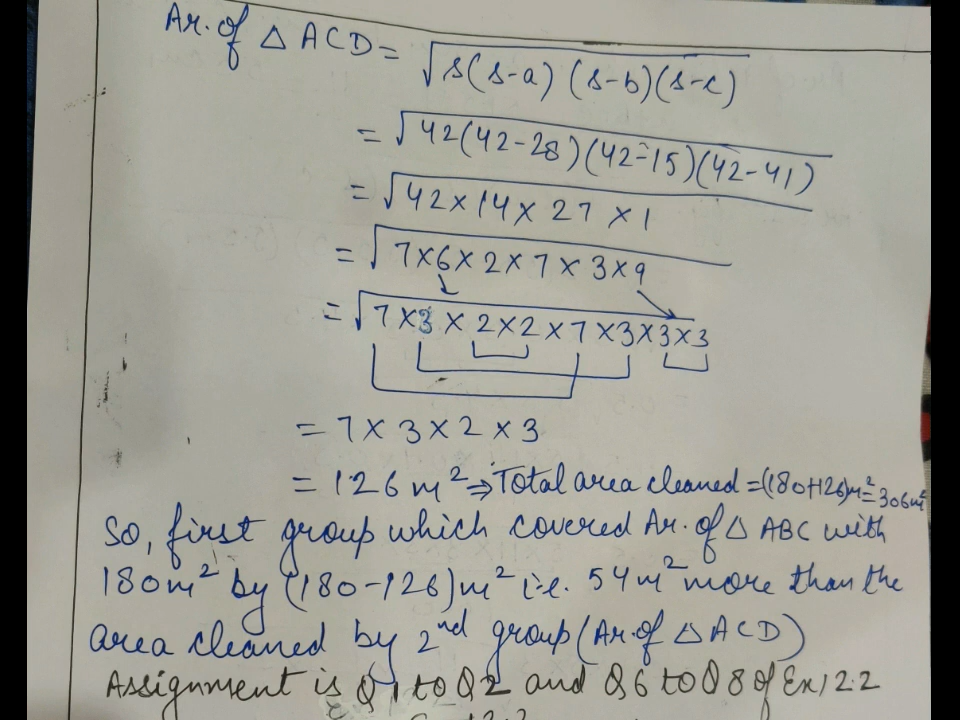 Ar. of △ ACD = √s(s-a) (s-b)(s-c)
= √42(42-28)(42-15)(42-41)
= √42×14×27×1
= √7×6×2×7×3×9
= √7×3×2×2×7×3×3×3
= 7×3×2×3
= 126 m² ⇒ Total area cleaned = (180+126)m² = 306m²
So, first group which covered Ar. of △ ABC with
180m² by (180-126)m² i.e. 54m² more than the
area cleaned by 2nd group (Ar. of △ ACD)
Assignment is Q1 to Q2 and Q6 to Q8 of Ex 12.2
12.2